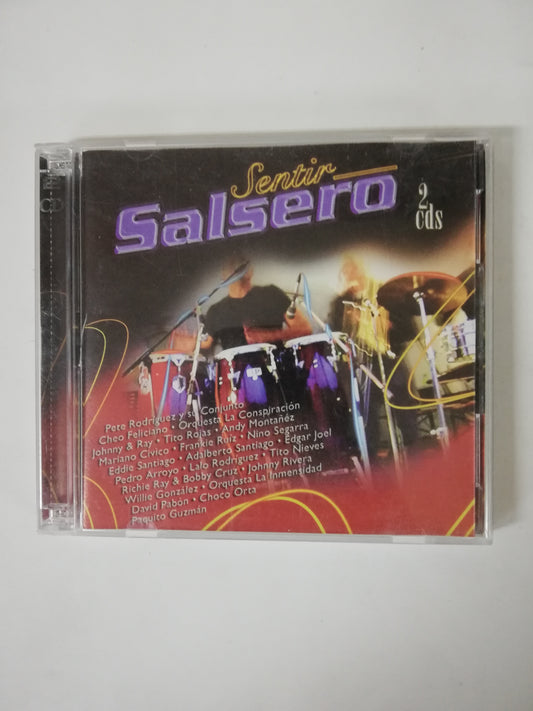 Sentir
Salsero
2
cds
Pete Rodríguez y su Conjunto
Cheo Feliciano • Orquesta La Conspiración
Johnny & Ray • Tito Rojas • Andy Montañéz
Mariano Cívico • Frankie Ruíz • Nino Segarra
Eddie Santiago • Adalberto Santiago • Edgar Joel
Pedro Arroyo • Lalo Rodríguez • Tito Nieves
Richie Ray & Bobby Cruz • Johnny Rivera
Willie González • Orquesta La Inmensidad
David Pabón • Choco Orta
Paquito Guzmán